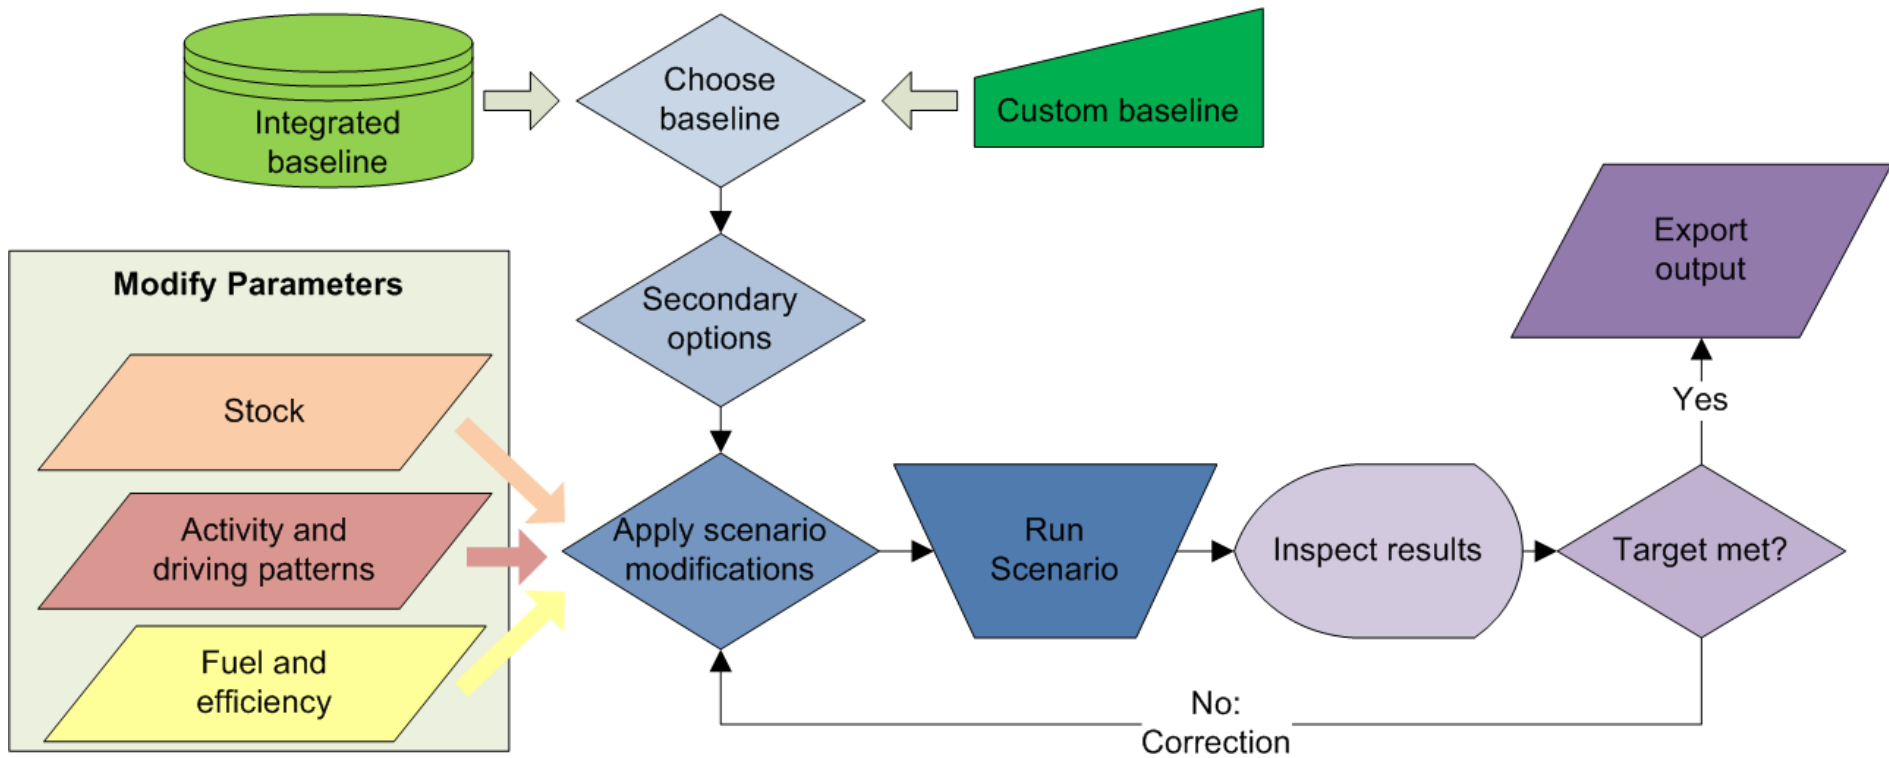 Integrated
baseline
Choose
baseline
Custom baseline
Modify Parameters
Stock
Activity and
driving patterns
Fuel and
efficiency
Secondary
options
Apply scenario
modifications
Run
Scenario
Inspect results
Target met?
Yes
Export
output
No:
Correction